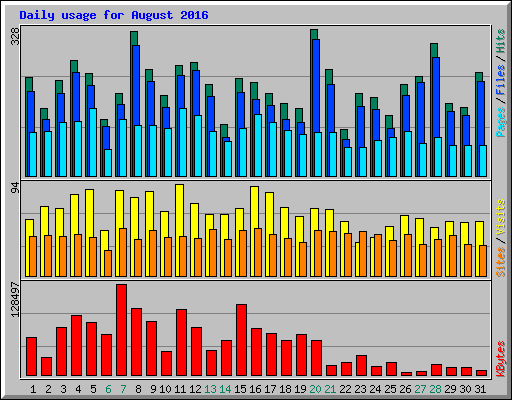 Daily usage for August 2016
328
Pages / Files / Hits
94
Sites / Visits
128497
KBytes
1 2 3 4 5 6 7 8 9 10 11 12 13 14 15 16 17 18 19 20 21 22 23 24 25 26 27 28 29 30 31